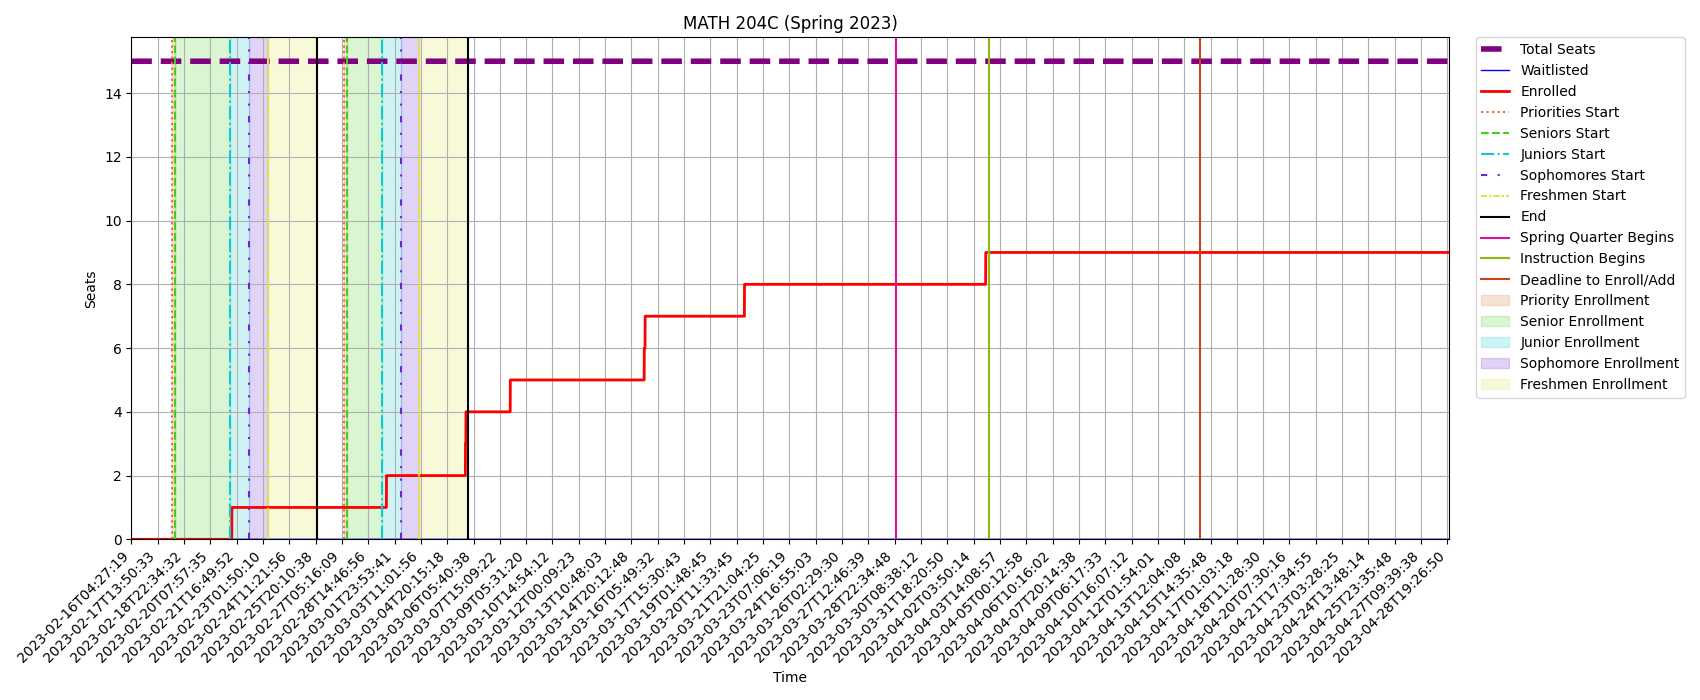 MATH 204C (Spring 2023)
Seats
14
12
10
8
6
4
2
0
2023-02-16T04:27:19
2023-02-17T13:50:33
2023-02-18T22:34:32
2023-02-20T07:57:35
2023-02-21T16:49:52
2023-02-23T01:50:10
2023-02-24T11:21:56
2023-02-25T20:10:38
2023-02-27T05:16:09
2023-02-28T14:46:56
2023-03-01T23:53:41
2023-03-03T11:01:56
2023-03-04T20:15:18
2023-03-06T05:40:38
2023-03-07T15:09:22
2023-03-09T05:31:20
2023-03-10T14:54:12
2023-03-12T00:09:23
2023-03-13T10:48:03
2023-03-14T20:12:48
2023-03-16T05:49:32
2023-03-17T15:30:43
2023-03-19T01:48:45
2023-03-20T11:33:45
2023-03-21T21:04:25
2023-03-23T07:06:19
2023-03-24T16:55:03
2023-03-26T02:29:30
2023-03-27T12:46:39
2023-03-28T22:34:48
2023-03-30T08:38:12
2023-03-31T18:20:50
2023-04-02T03:50:14
2023-04-03T14:08:57
2023-04-05T00:12:58
2023-04-06T10:16:02
2023-04-07T20:14:38
2023-04-09T06:17:33
2023-04-10T16:07:12
2023-04-12T01:54:01
2023-04-13T12:04:08
2023-04-15T14:35:48
2023-04-17T01:03:18
2023-04-18T11:28:30
2023-04-20T07:30:16
2023-04-21T17:34:55
2023-04-23T03:28:25
2023-04-24T13:48:14
2023-04-25T23:35:48
2023-04-27T09:39:38
2023-04-28T19:26:50
Time
Total Seats
Waitlisted
Enrolled
Priorities Start
Seniors Start
Juniors Start
Sophomores Start
Freshmen Start
End
Spring Quarter Begins
Instruction Begins
Deadline to Enroll/Add
Priority Enrollment
Senior Enrollment
Junior Enrollment
Sophomore Enrollment
Freshmen Enrollment